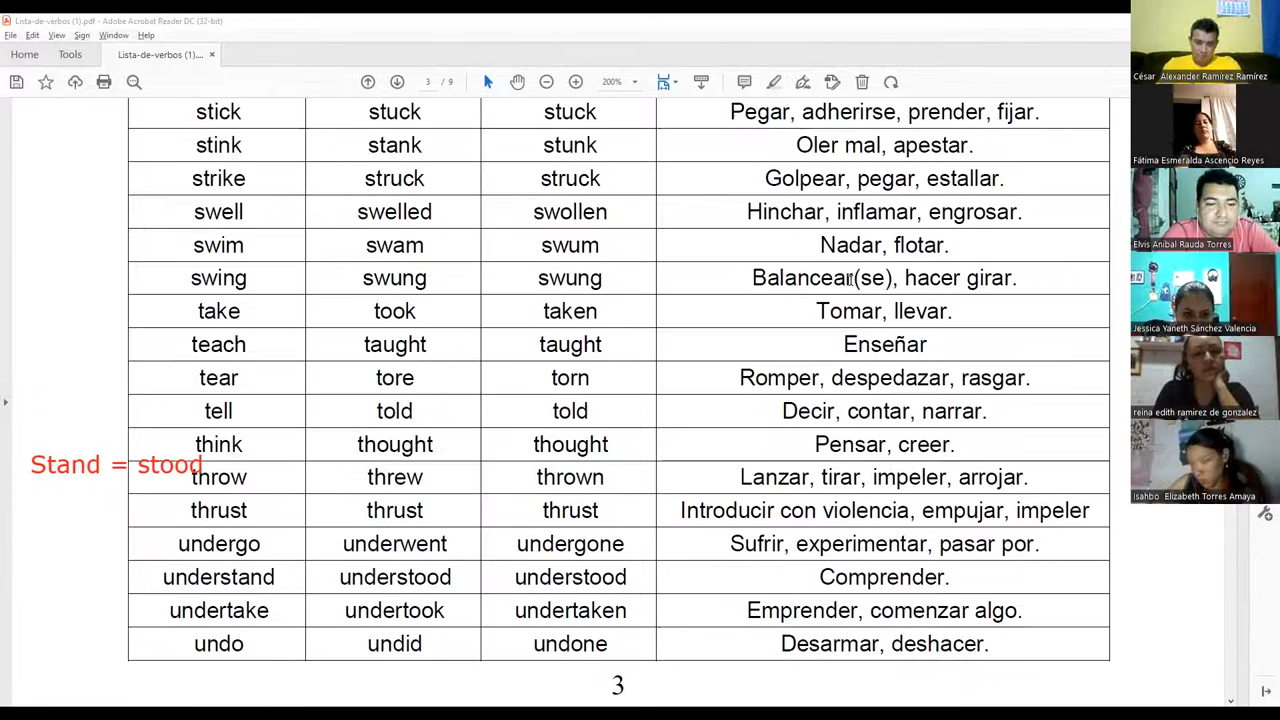 Lista-de-verbos (1).pdf - Adobe Acrobat Reader DC (32-bit)
File Edit View Sign Window Help
Home Tools Lista-de-verbos (1).... ×
3 / 9 200%
stick stuck stuck Pegar, adherirse, prender, fijar.
stink stank stunk Oler mal, apestar.
strike struck struck Golpear, pegar, estallar.
swell swelled swollen Hinchar, inflamar, engrosar.
swim swam swum Nadar, flotar.
swing swung swung Balancear(se), hacer girar.
take took taken Tomar, llevar.
teach taught taught Enseñar
tear tore torn Romper, despedazar, rasgar.
tell told told Decir, contar, narrar.
think thought thought Pensar, creer.
Stand = stood
throw threw thrown Lanzar, tirar, impeler, arrojar.
thrust thrust thrust Introducir con violencia, empujar, impeler
undergo underwent undergone Sufrir, experimentar, pasar por.
understand understood understood Comprender.
undertake undertook undertaken Emprender, comenzar algo.
undo undid undone Desarmar, deshacer.
3
César Alexander Ramírez Ramírez
Fátima Esmeralda Ascencio Reyes
Elvis Anibal Rauda Torres
Jessica Yaneth Sánchez Valencia
reina edith ramirez de gonzalez
Isahbo Elizabeth Torres Amaya